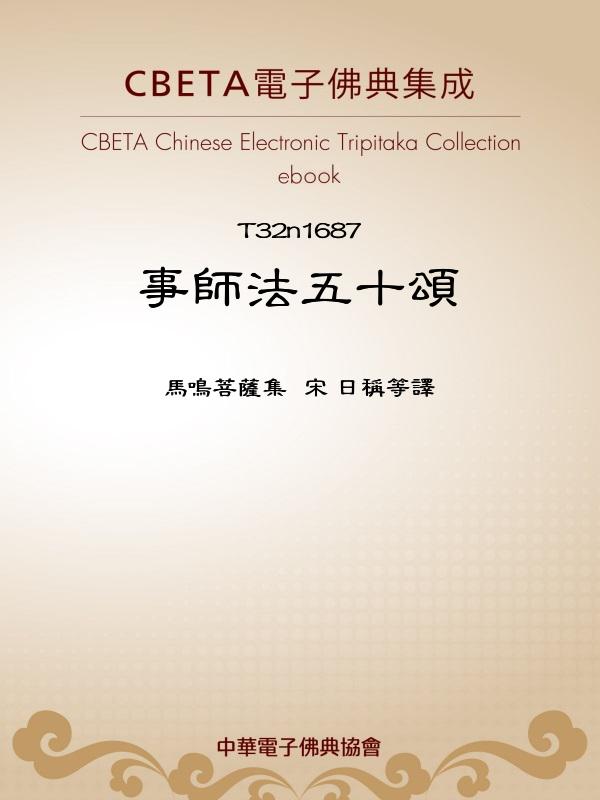 CBETA電子佛典集成
CBETA Chinese Electronic Tripitaka Collection
ebook
T32n1687
事師法五十頌
馬鳴菩薩集 宋 日稱等譯
中華電子佛典協會